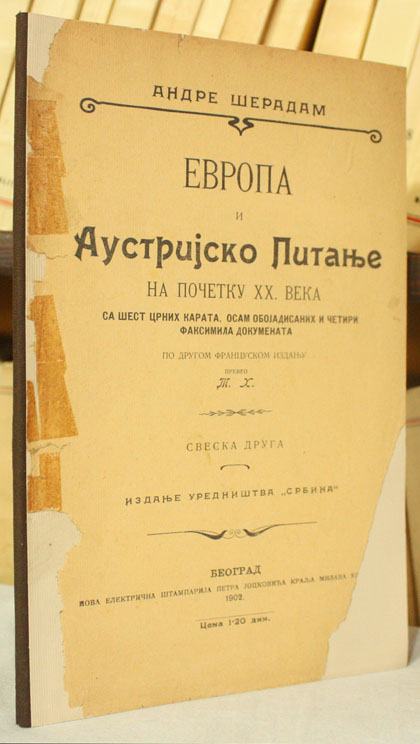 АНДРЕ ШЕРАДАМ
ЕВРОПА
И
Аустријско Питање
НА ПОЧЕТКУ XX. ВЕКА
СА ШЕСТ ЦРНИХ КАРАТА, ОСАМ ОБОЈАДИСАНИХ И ЧЕТИРИ
ФАКСИМИЛА ДОКУМЕНАТА
ПО ДРУГОМ ФРАНЦУСКОМ ИЗДАЊУ
ПРЕВЕО
Т. Х.
СВЕСКА ДРУГА
ИЗДАЊЕ УРЕДНИШТВА „СРБИНА“
БЕОГРАД
НОВА ЕЛЕКТРИЧНА ШТАМПАРИЈА ПЕТРА ЈОЦКОВИЋА КРАЉА МИЛАНА
1902.
Цена 1·20 дин.